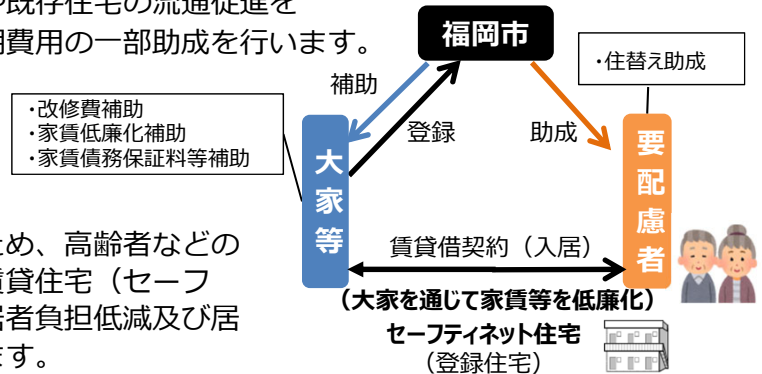 既存住宅の流通促進を
費用の一部助成を行います。
福岡市
・住替え助成
補助
登録
助成
・改修費補助
・家賃低廉化補助
・家賃債務保証料等補助
大家等
要配慮者
賃貸借契約（入居）
（大家を通じて家賃等を低廉化）
セーフティネット住宅
（登録住宅）
め、高齢者などの
賃貸住宅（セーフ
居者負担低減及び居
ます。